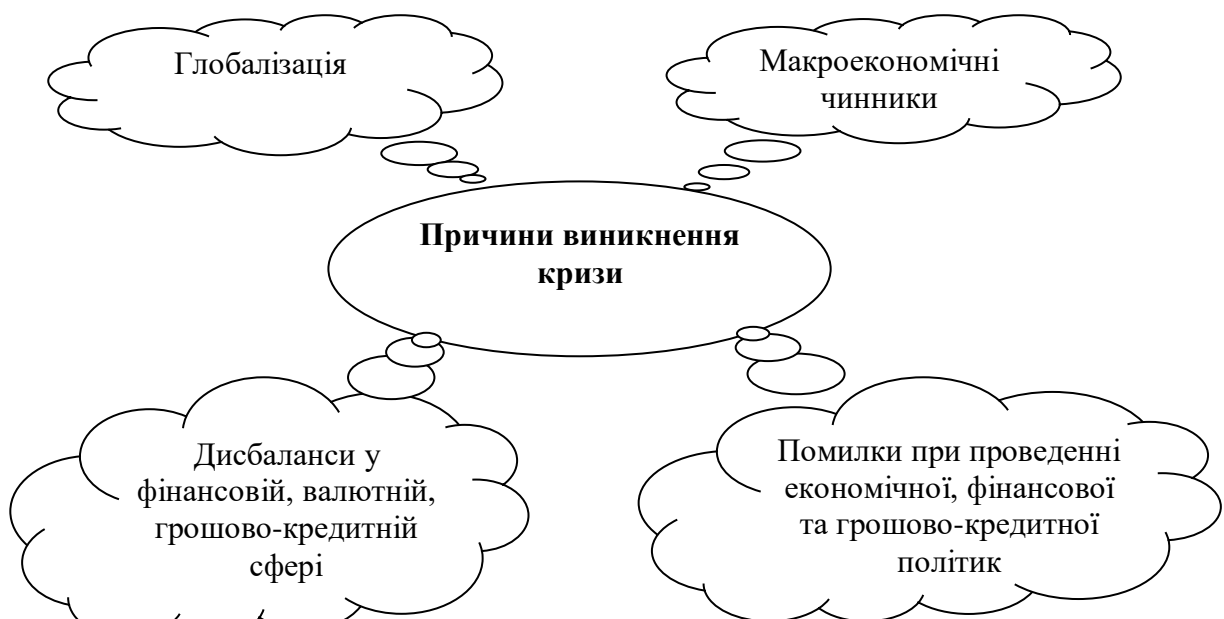 Глобалізація
Макроекономічні
чинники
Причини виникнення
кризи
Дисбаланси у
фінансовій, валютній,
грошово-кредитній
сфері
Помилки при проведенні
економічної, фінансової
та грошово-кредитної
політик